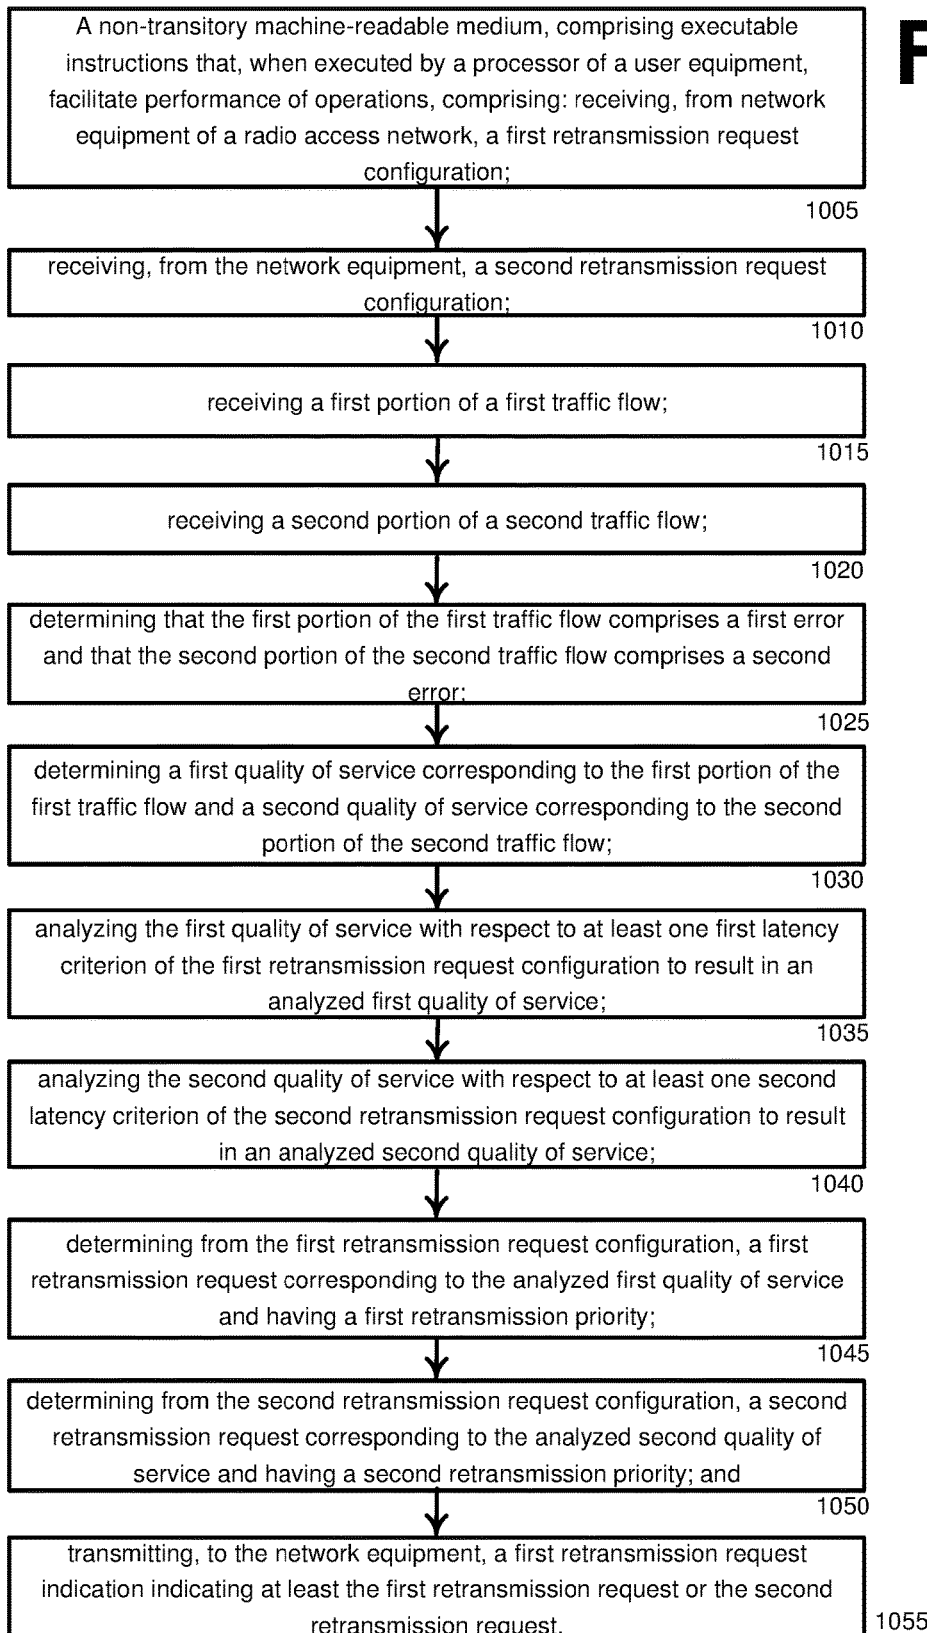 A non-transitory machine-readable medium, comprising executable
instructions that, when executed by a processor of a user equipment,
facilitate performance of operations, comprising: receiving, from network
equipment of a radio access network, a first retransmission request
configuration;
1005
receiving, from the network equipment, a second retransmission request
configuration;
1010
receiving a first portion of a first traffic flow;
1015
receiving a second portion of a second traffic flow;
1020
determining that the first portion of the first traffic flow comprises a first error
and that the second portion of the second traffic flow comprises a second
error;
1025
determining a first quality of service corresponding to the first portion of the
first traffic flow and a second quality of service corresponding to the second
portion of the second traffic flow;
1030
analyzing the first quality of service with respect to at least one first latency
criterion of the first retransmission request configuration to result in an
analyzed first quality of service;
1035
analyzing the second quality of service with respect to at least one second
latency criterion of the second retransmission request configuration to result
in an analyzed second quality of service;
1040
determining from the first retransmission request configuration, a first
retransmission request corresponding to the analyzed first quality of service
and having a first retransmission priority;
1045
determining from the second retransmission request configuration, a second
retransmission request corresponding to the analyzed second quality of
service and having a second retransmission priority; and
1050
transmitting, to the network equipment, a first retransmission request
indication indicating at least the first retransmission request or the second
retransmission request.
1055